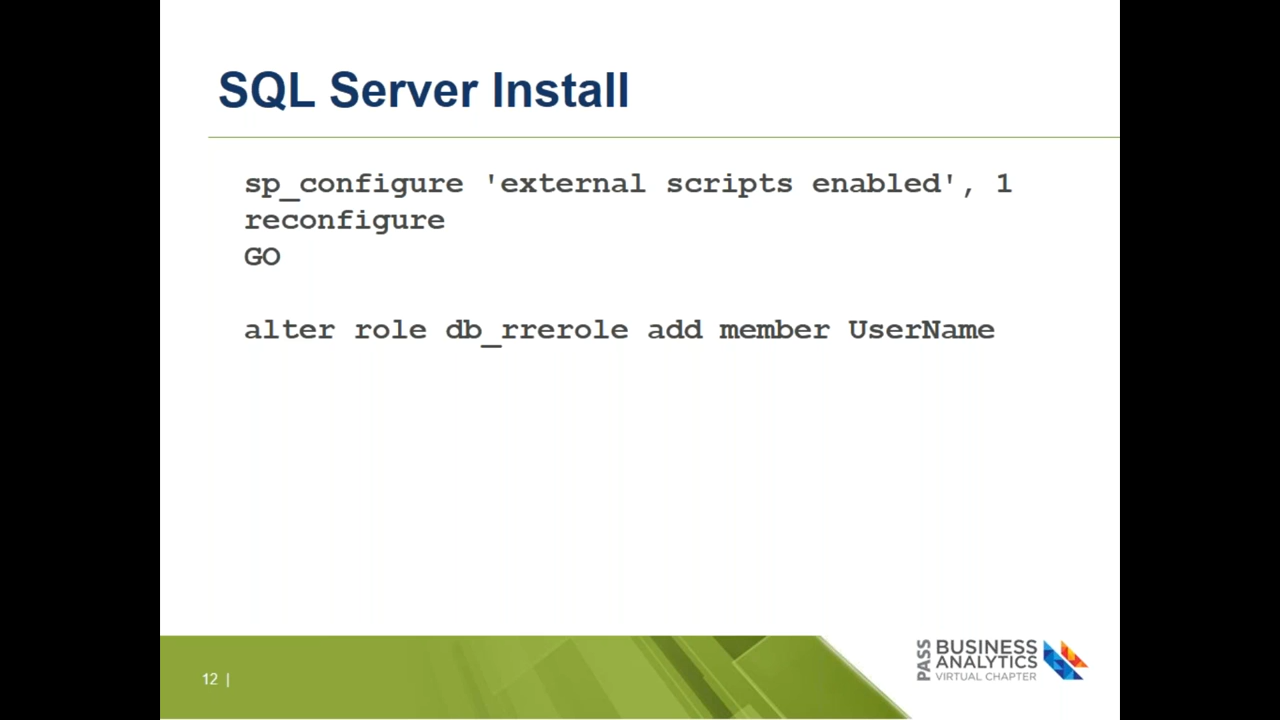 SQL Server Install
sp_configure 'external scripts enabled', 1
reconfigure
GO
alter role db_rrerole add member UserName
12 |
PASS
BUSINESS
ANALYTICS
VIRTUAL CHAPTER